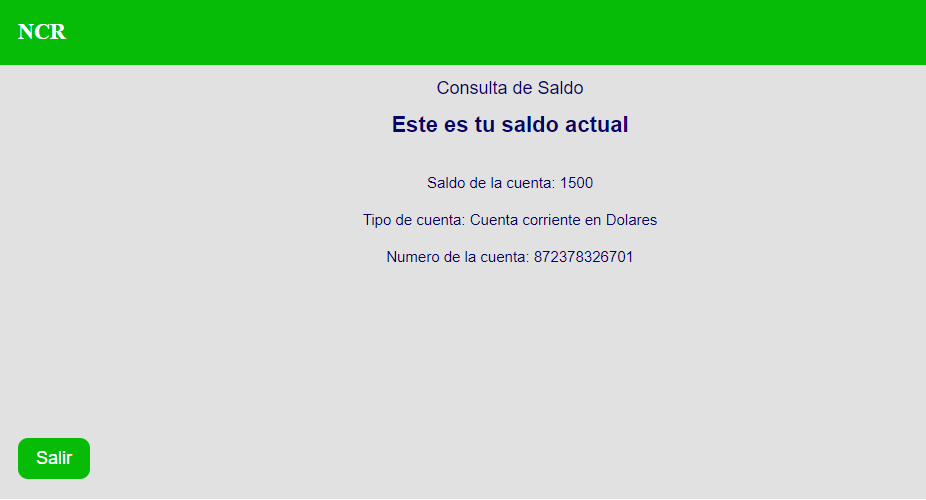 NCR
Consulta de Saldo
Este es tu saldo actual
Saldo de la cuenta: 1500
Tipo de cuenta: Cuenta corriente en Dolares
Numero de la cuenta: 872378326701
Salir